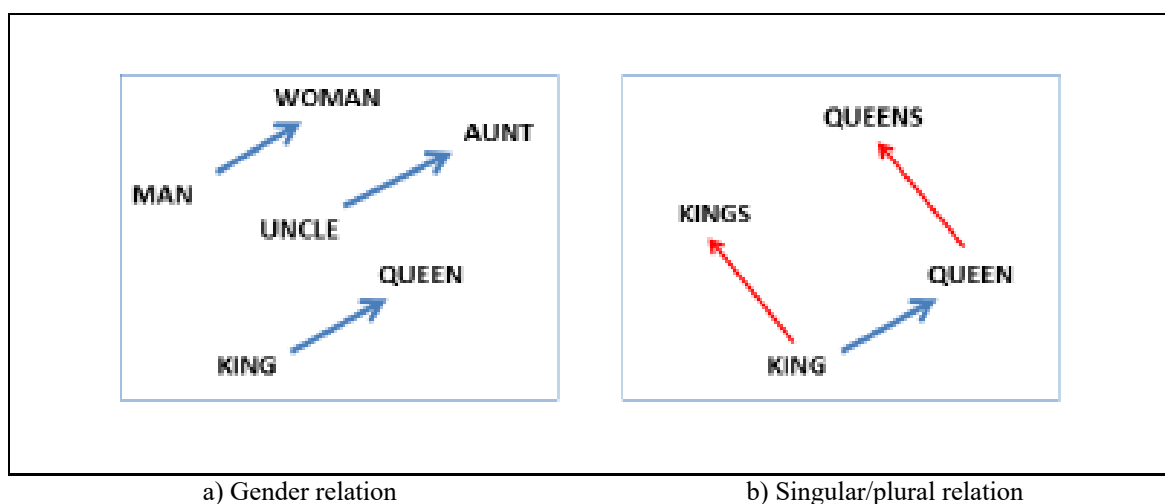 WOMAN
AUNT
MAN
UNCLE
QUEEN
KING
QUEENS
KINGS
QUEEN
KING
a) Gender relation
b) Singular/plural relation